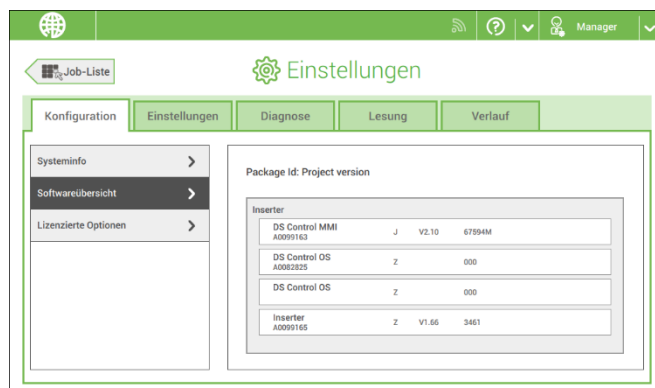 Manager
Job-Liste
Einstellungen
Konfiguration Einstellungen Diagnose Lesung Verlauf
Systeminfo
Softwareübersicht
Lizenzierte Optionen
Package Id: Project version
Inserter
DS Control MMI J V2.10 67594M
A0099163
DS Control OS Z 000
A0082825
DS Control OS Z 000
Inserter Z V1.66 3461
A0099165